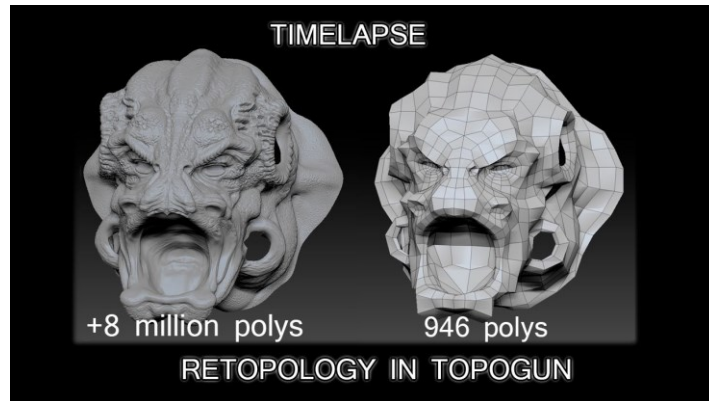 TIMELAPSE
+8 million polys
946 polys
RETOPOLOGY IN TOPOGUN